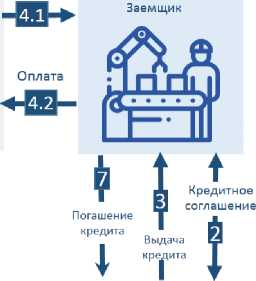 Заемщик
4.1
Оплата
4.2
7
3
Кредитное
соглашение
2
Погашение
кредита
Выдача
кредита